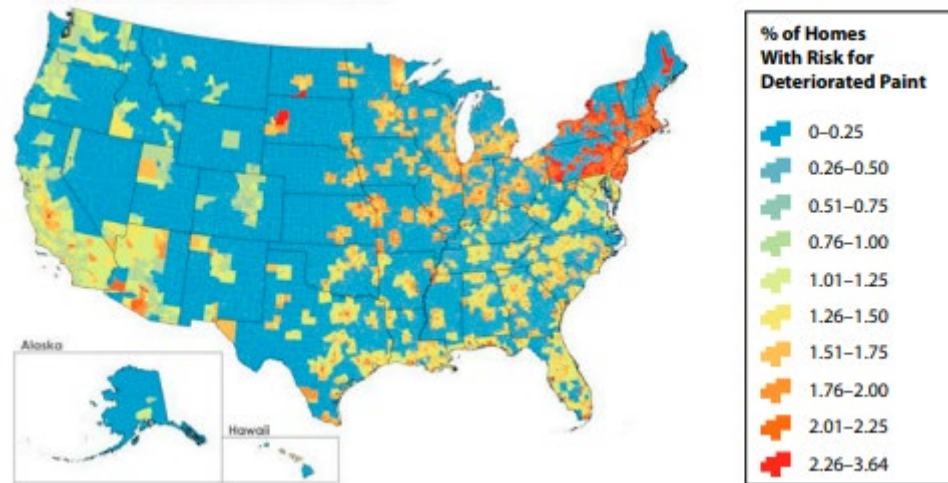 % of Homes
With Risk for
Deteriorated Paint
0–0.25
0.26–0.50
0.51–0.75
0.76–1.00
1.01–1.25
1.26–1.50
1.51–1.75
1.76–2.00
2.01–2.25
2.26–3.64
Alaska
Hawaii